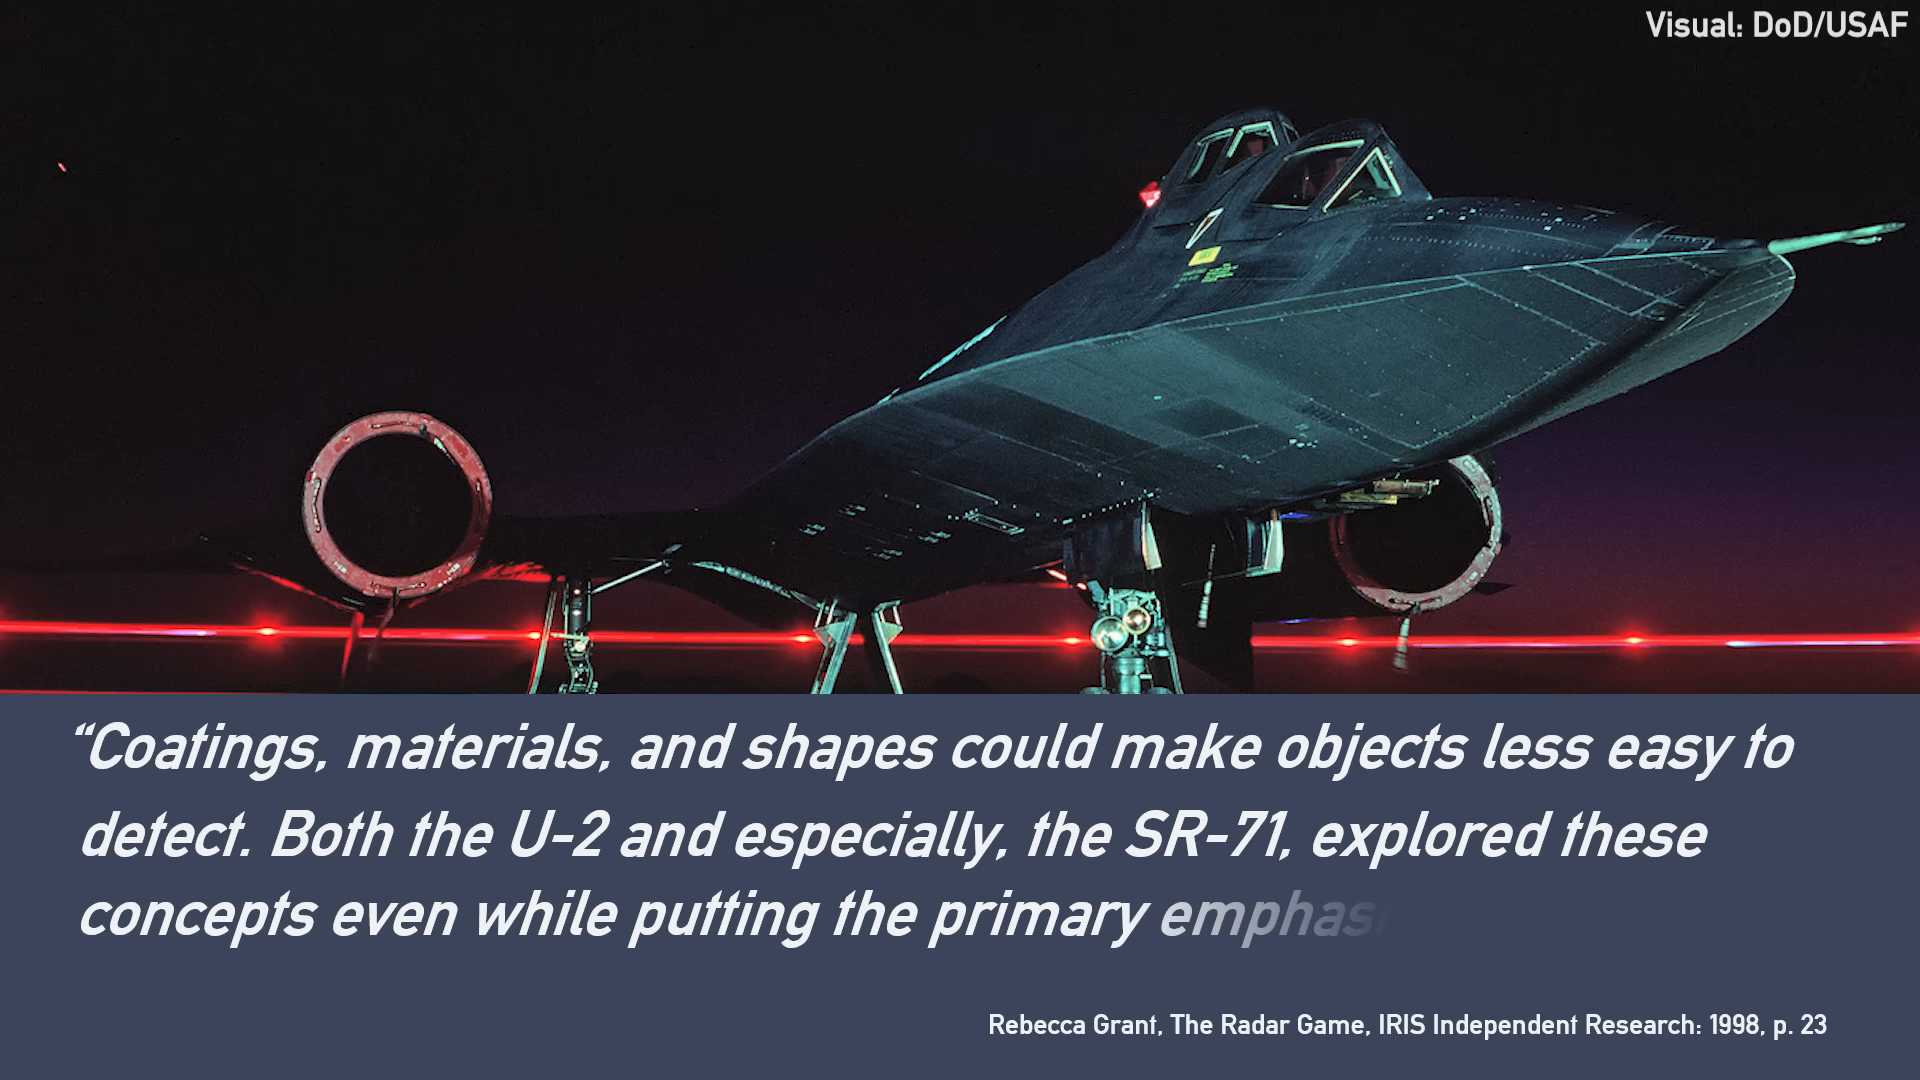 Visual: DoD/USAF
“Coatings, materials, and shapes could make objects less easy to
detect. Both the U-2 and especially, the SR-71, explored these
concepts even while putting the primary emphas
Rebecca Grant, The Radar Game, IRIS Independent Research: 1998, p. 23